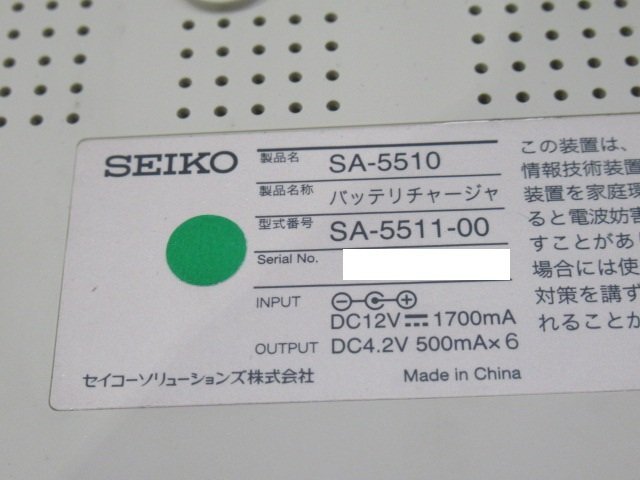 SEIKO
製品名 SA-5510
製品名称 バッテリチャージャ
型式番号 SA-5511-00
Serial No.
INPUT
DC12V⎓1700mA
OUTPUT DC4.2V 500mA×6
セイコーソリューションズ株式会社 Made in China
この装置は、
情報技術装置
装置を家庭環
ると電波妨害
すことがあ
場合には使
対策を講ず
れることか